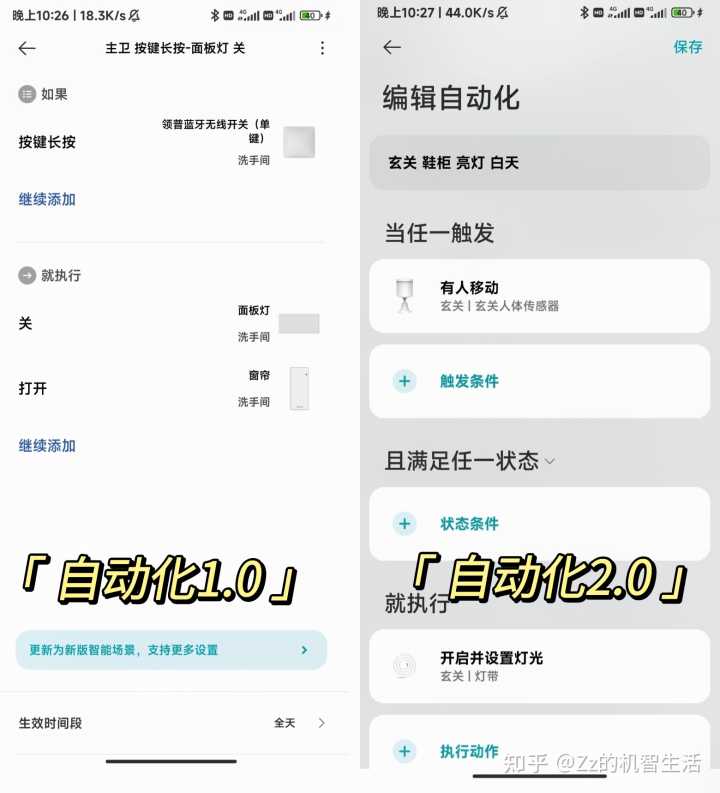 晚上10:26 | 18.3K/s
主卫 按键长按-面板灯 关
如果
按键长按
领普蓝牙无线开关（单
键）
洗手间
继续添加
就执行
关
面板灯
洗手间
打开
窗帘
洗手间
继续添加
「自动化1.0」
更新为新版智能场景，支持更多设置
生效时间段
全天
晚上10:27 | 44.0K/s
保存
编辑自动化
玄关 鞋柜 亮灯 白天
当任一触发
有人移动
玄关 | 玄关人体传感器
触发条件
且满足任一状态
状态条件
「自动化2.0」
就执行
开启并设置灯光
玄关 | 灯带
执行动作
知乎 @Zz的机智生活